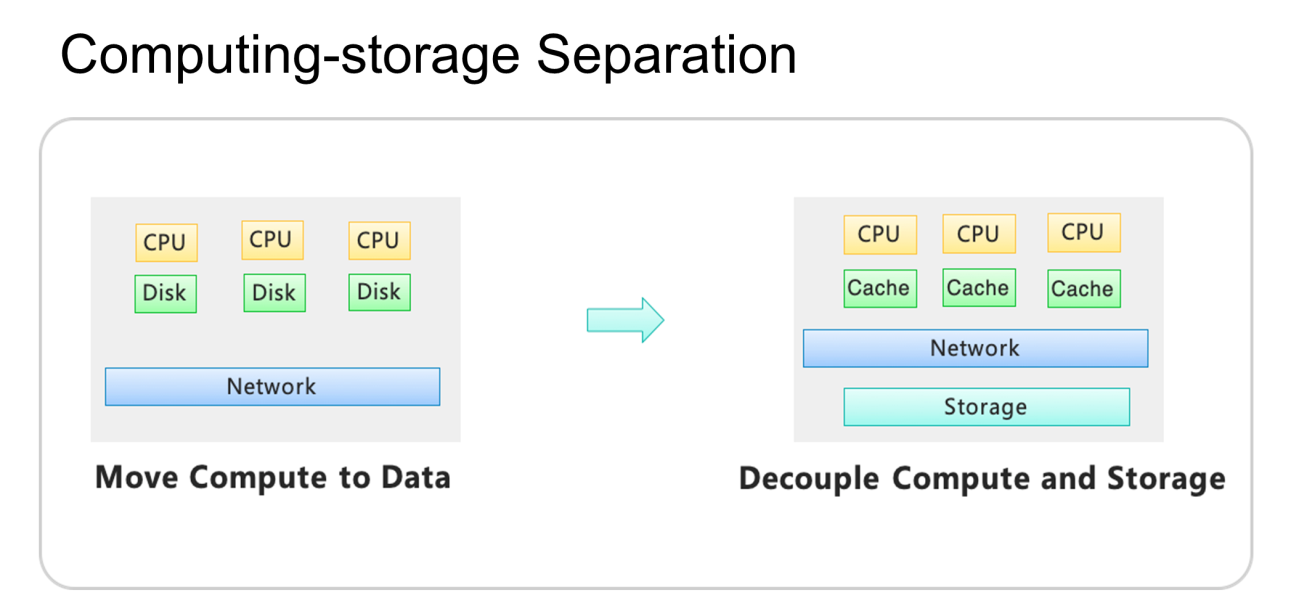 Computing-storage Separation
CPU CPU CPU
Disk Disk Disk
Network
Move Compute to Data
CPU CPU CPU
Cache Cache Cache
Network
Storage
Decouple Compute and Storage